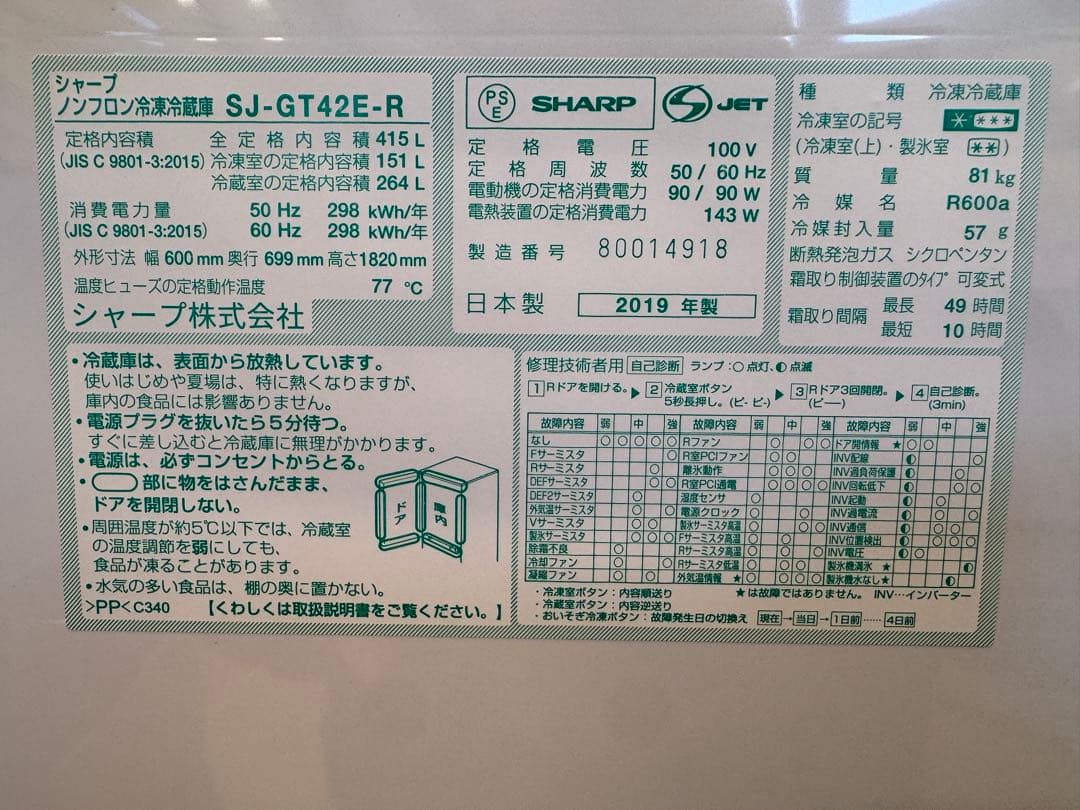 シャープ
ノンフロン冷凍冷蔵庫 SJ-GT42E-R
定格内容積 全定格内容積 415 L
(JIS C 9801-3:2015) 冷凍室の定格内容積 151 L
冷蔵室の定格内容積 264 L
消費電力量 50 Hz 298 kWh/年
(JIS C 9801-3:2015) 60 Hz 298 kWh/年
外形寸法 幅 600 mm 奥行 699 mm 高さ1820 mm
温度ヒューズの定格動作温度 77 ℃
シャープ株式会社
PS
E
SHARP
JET
定格電圧 100 V
定格周波数 50 / 60 Hz
電動機の定格消費電力 90 / 90 W
電熱装置の定格消費電力 143 W
製造番号 80014918
日本製 2019 年製
種類 冷凍冷蔵庫
冷凍室の記号 * ***
(冷凍室(上)・製氷室 ** )
質量 81 kg
冷媒名 R600a
冷媒封入量 57 g
断熱発泡ガス シクロペンタン
霜取り制御装置のタイプ 可変式
霜取り間隔 最長 49 時間
最短 10 時間
・冷蔵庫は、表面から放熱しています。
使いはじめや夏場は、特に熱くなりますが、
庫内の食品には影響ありません。
・電源プラグを抜いたら5分待つ。
すぐに差し込むと冷蔵庫に無理がかかります。
・電源は、必ずコンセントからとる。
・ 部に物をはさんだまま、
ドアを開閉しない。
・周囲温度が約5℃以下では、冷蔵室
の温度調節を弱にしても、
食品が凍ることがあります。
・水気の多い食品は、棚の奥に置かない。
>PP< C340 【くわしくは取扱説明書をご覧ください。】
ドア
庫内
修理技術者用 自己診断 ランプ:○点灯、◐点滅
1 Rドアを開ける。 ▶ 2 冷蔵室ボタン 5秒長押し。(ピ- ピ-) ▶ 3 Rドア3回開閉。(ピ―) ▶ 4 自己診断。(3min)
故障内容 弱 中 強 故障内容 弱 中 強 故障内容 弱 中 強
なし ○ ○ ○ ○ ○ Rファン ドア開情報 ★
Fサーミスタ R室PCIファン INV配線
Rサーミスタ 離氷動作 INV過負荷保護
DEFサーミスタ R室PCI通電 INV回転低下
DEF2サーミスタ 湿度センサ INV起動
外気温サーミスタ 電源クロック INV過電流
Vサーミスタ 製氷サーミスタ高温 INV通信
製氷サーミスタ Fサーミスタ高温 INV位置検出
除霜不良 Rサーミスタ高温 INV電圧
冷却ファン Rサーミスタ低温 製氷機満氷 ★
凝縮ファン 外気温情報 ★ 製氷機水なし ★
・冷凍室ボタン:内容順送り ★は故障ではありません。 INV…インバーター
・冷蔵室ボタン:内容逆送り
・おいそぎ冷凍ボタン:故障発生日の切換え 現在→当日→1日前……4日前